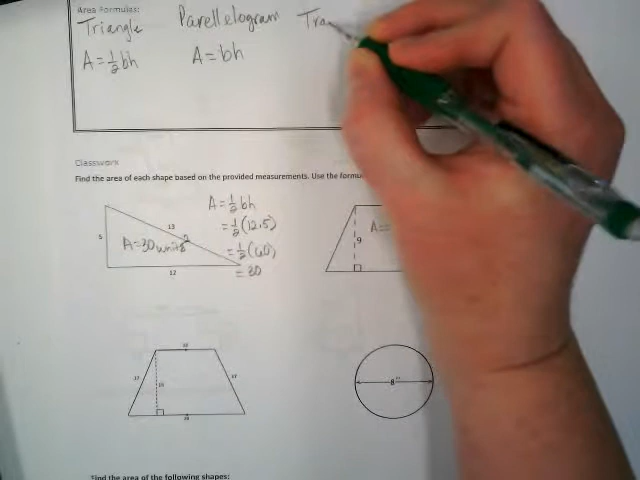 Area Formulas:
Triangle Parellelogram Tra
A = ½bh A = bh
Classwork
Find the area of each shape based on the provided measurements. Use the formu
A = ½bh
13
= ½(12.5)
5
A = 30 units²
= ½(60)
12
= 30
A =
9
8"
Find the area of the following shapes: